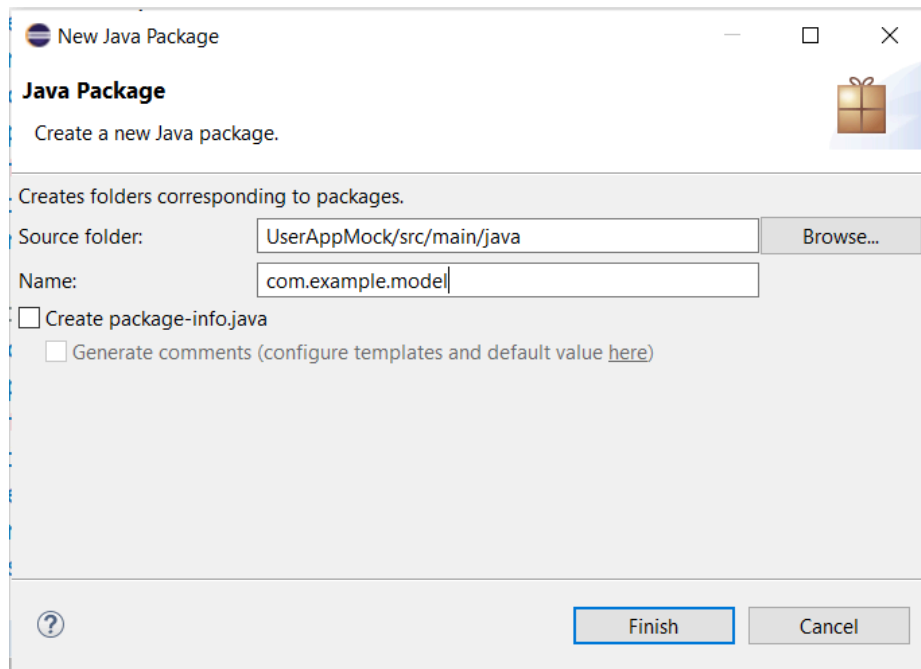 New Java Package
Java Package
Create a new Java package.
Creates folders corresponding to packages.
Source folder: UserAppMock/src/main/java Browse...
Name: com.example.model
Create package-info.java
Generate comments (configure templates and default value here)
Finish Cancel